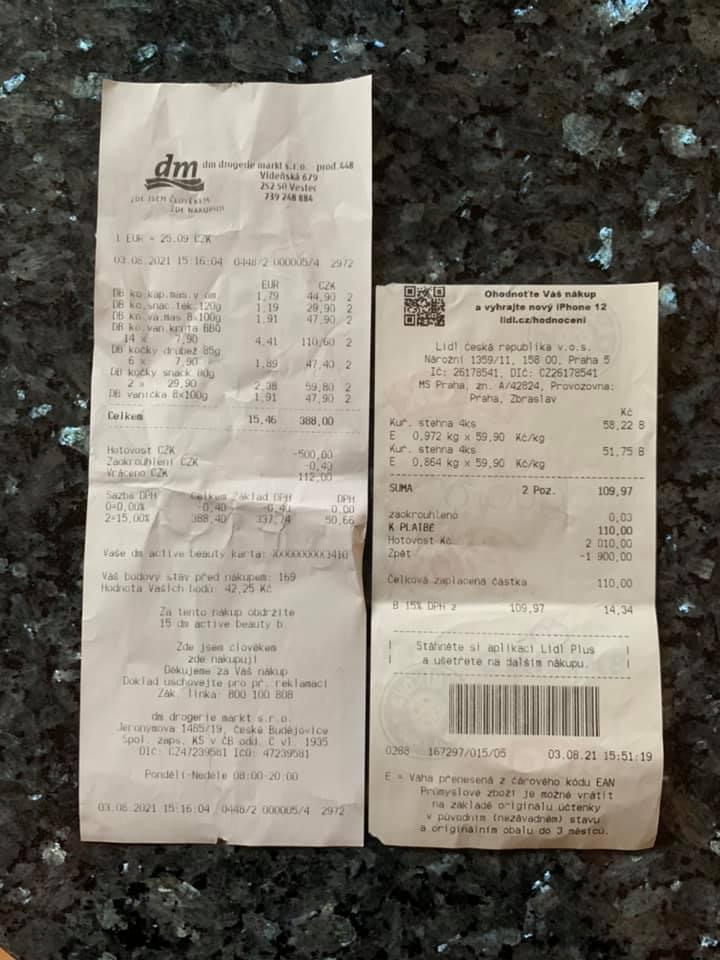 dm dm drogerie markt s.r.o. prod.448
Vídeňská 679
252 50 Vestec
739 248 884
ZDE JSEM ČLOVĚKEM
ZDE NAKUPUJI
1 EUR = 25.09 CZK
03.08.2021 15:16:04 0448/2 000005/4 2972
EUR CZK
DB ko.kap.mas.v om. 1,79 44,90 2
DB ko.snac.tek.120g 1,19 29,90 2
DB ko.va.mas 8x100g 1,91 47,90 2
DB ko.van.krůta BBQ
14 x 7,90 4,41 110,60 2
DB kočky drůbež 85g
6 x 7,90 1,89 47,40 2
DB kočky snack 80g
2 x 29,90 2,38 59,80 2
DB vanička 8x100g 1,91 47,90 2
Celkem 15,46 388,00
Hotovost CZK -500,00
Zaokrouhlení CZK -0,40
Vráceno CZK 112,00
Sazba DPH Celkem Základ DPH DPH
0=0,00% -0,40 -0,40 0,00
2=15,00% 388,40 337,74 50,66
Vaše dm active beauty karta: XXXXXXXXX3410
Váš bodový stav před nákupem: 169
Hodnota Vašich bodů: 42,25 Kč
Za tento nákup obdržíte
15 dm active beauty b.
Zde jsem člověkem
zde nakupuji
Děkujeme za Váš nákup
Doklad uschovejte pro př. reklamaci
Zák. linka: 800 100 808
dm drogerie markt s.r.o.
Jeronýmova 1485/19, České Budějovice
Spol. zaps. KS v ČB odd. C vl. 1935
DIČ: CZ47239581 IČO: 47239581
Pondělí-Neděle 08:00-20:00
03.08.2021 15:16:04 0448/2 000005/4 2972
Ohodnoťte Váš nákup
a vyhrajte nový iPhone 12
lidl.cz/hodnoceni
Lidl Česká republika v.o.s.
Nárožní 1359/11, 158 00, Praha 5
IČ: 26178541, DIČ: CZ26178541
MS Praha, zn. A/42824, Provozovna:
Praha, Zbraslav
Kč
Kuř. stehna 4ks 58,22 B
E 0,972 kg x 59,90 Kč/kg
Kuř. stehna 4ks 51,75 B
E 0,864 kg x 59,90 Kč/kg
SUMA 2 Poz. 109,97
zaokrouhleno 0,03
K PLATBĚ 110,00
Hotovost Kč 2 010,00
Zpět -1 900,00
Celková zaplacená částka 110,00
B 15% DPH z 109,97 14,34
Stáhněte si aplikaci Lidl Plus
a ušetřete na dalším nákupu.
0288 167297/015/05 03.08.21 15:51:19
E = Váha přenesená z čárového kódu EAN
Průmyslové zboží je možné vrátit
na základě originálu účtenky
v původním (nezávadném) stavu
a originálním obalu do 3 měsíců.